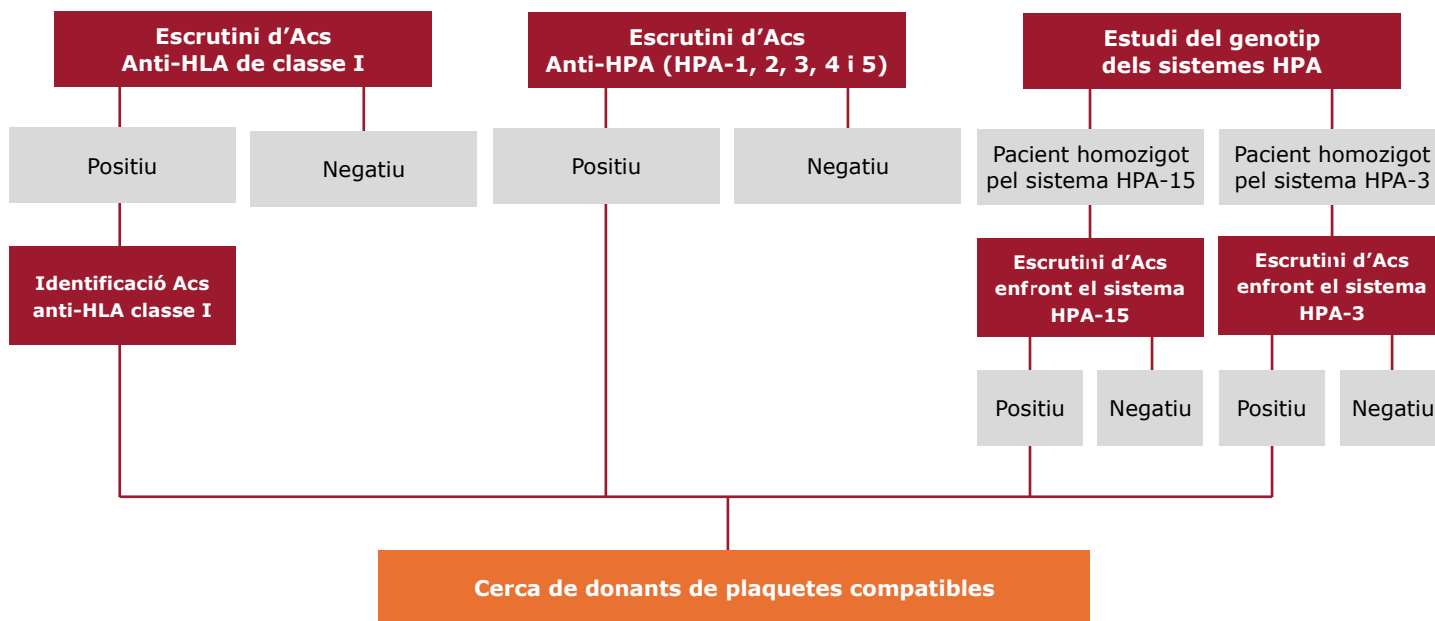 Escrutini d’Acs
Anti-HLA de classe I
Escrutini d’Acs
Anti-HPA (HPA-1, 2, 3, 4 i 5)
Estudi del genotip
dels sistemes HPA
Positiu
Negatiu
Positiu
Negatiu
Pacient homozigot
pel sistema HPA-15
Pacient homozigot
pel sistema HPA-3
Identificació Acs
anti-HLA classe I
Escrutini d’Acs
enfront el sistema
HPA-15
Escrutini d’Acs
enfront el sistema
HPA-3
Positiu
Negatiu
Positiu
Negatiu
Cerca de donants de plaquetes compatibles